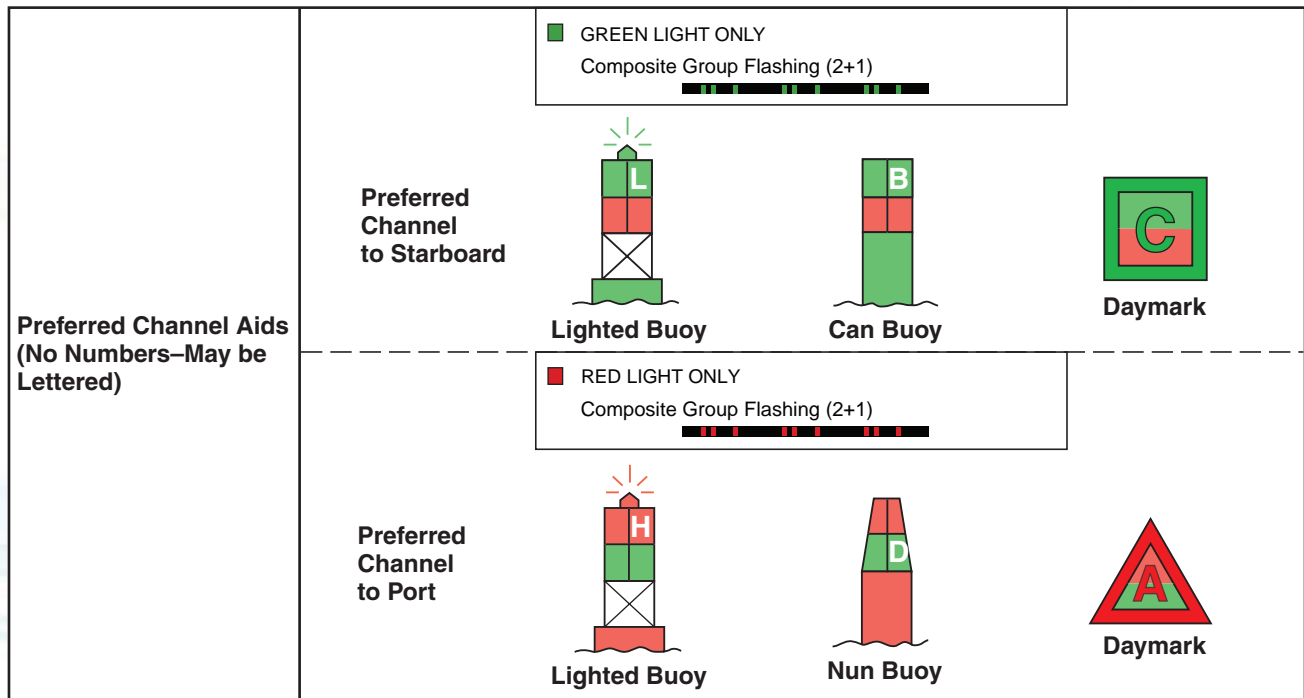 GREEN LIGHT ONLY
Composite Group Flashing (2+1)
L
B
C
Preferred
Channel
to Starboard
Lighted Buoy
Can Buoy
Daymark
Preferred Channel Aids
(No Numbers–May be
Lettered)
RED LIGHT ONLY
Composite Group Flashing (2+1)
H
D
A
Preferred
Channel
to Port
Lighted Buoy
Nun Buoy
Daymark